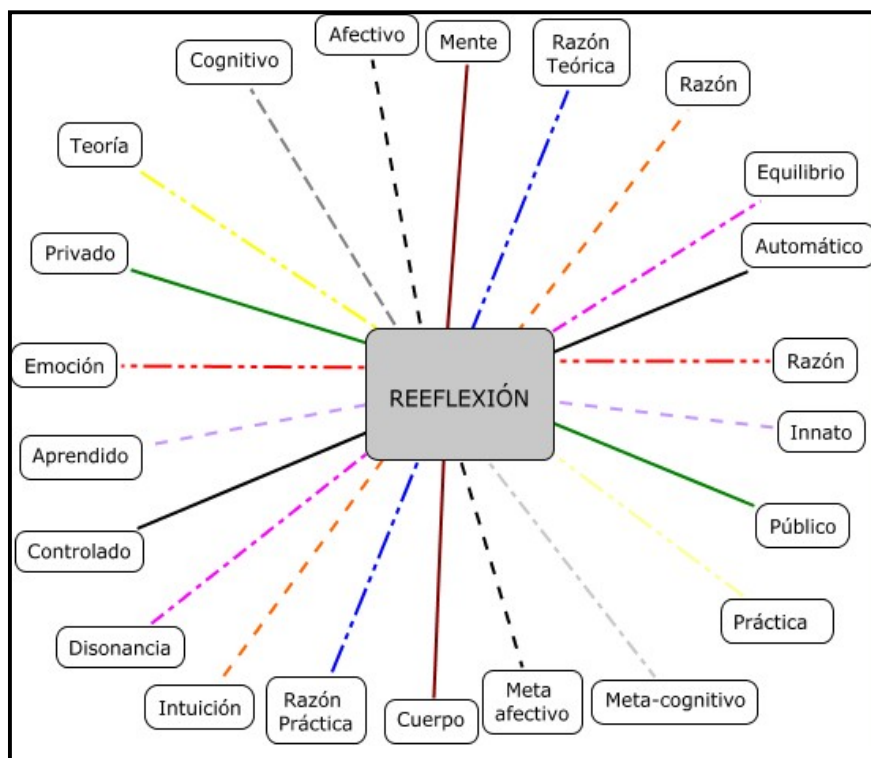 Afectivo
Mente
Razón
Teórica
Cognitivo
Razón
Teoría
Equilibrio
Privado
Automático
Emoción
Razón
REEFLEXIÓN
Aprendido
Innato
Controlado
Público
Disonancia
Práctica
Intuición
Razón
Práctica
Cuerpo
Meta
afectivo
Meta-cognitivo